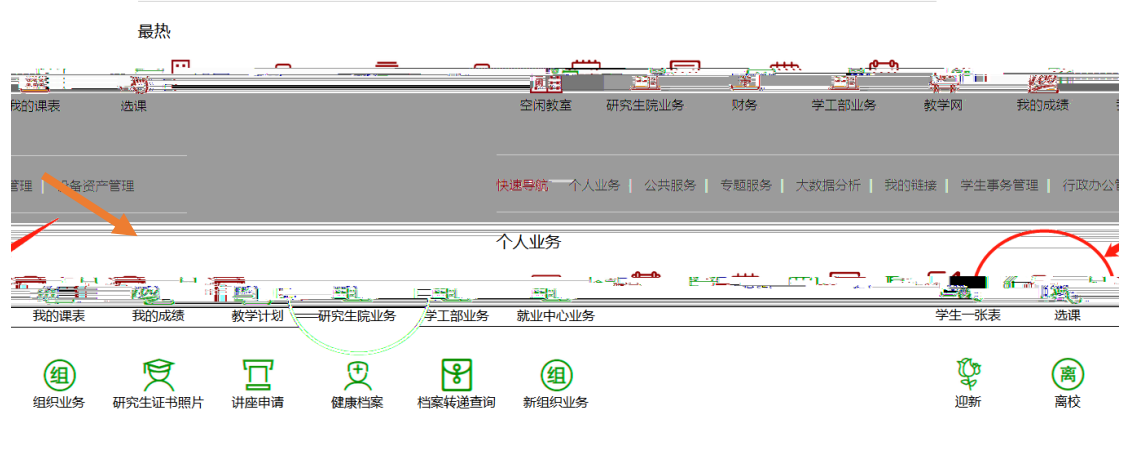 最热
我的课表 选课 空闲教室 研究生院业务 财务 学工部业务 教学网 我的成绩
管理 | 设备资产管理 快速导航 个人业务 | 公共服务 | 专题服务 | 大数据分析 | 我的链接 | 学生事务管理 | 行政办公
个人业务
我的课表 我的成绩 教学计划 研究生院业务 学工部业务 就业中心业务 学生一张表 选课
组 组 离
组织业务 研究生证书照片 讲座申请 健康档案 档案转递查询 新组织业务 迎新 离校